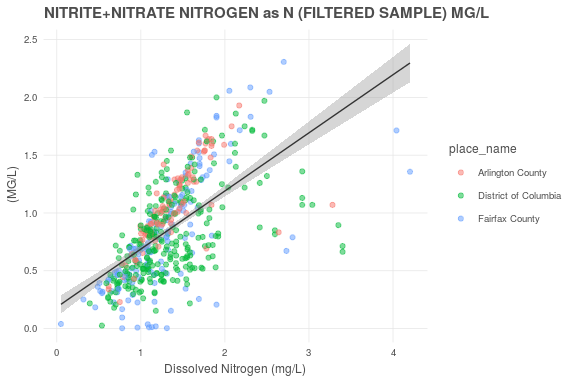 NITRITE+NITRATE NITROGEN as N (FILTERED SAMPLE) MG/L
2.5
2.0
1.5
1.0
0.5
0.0
(MG/L)
0
1
2
3
4
Dissolved Nitrogen (mg/L)
place_name
Arlington County
District of Columbia
Fairfax County